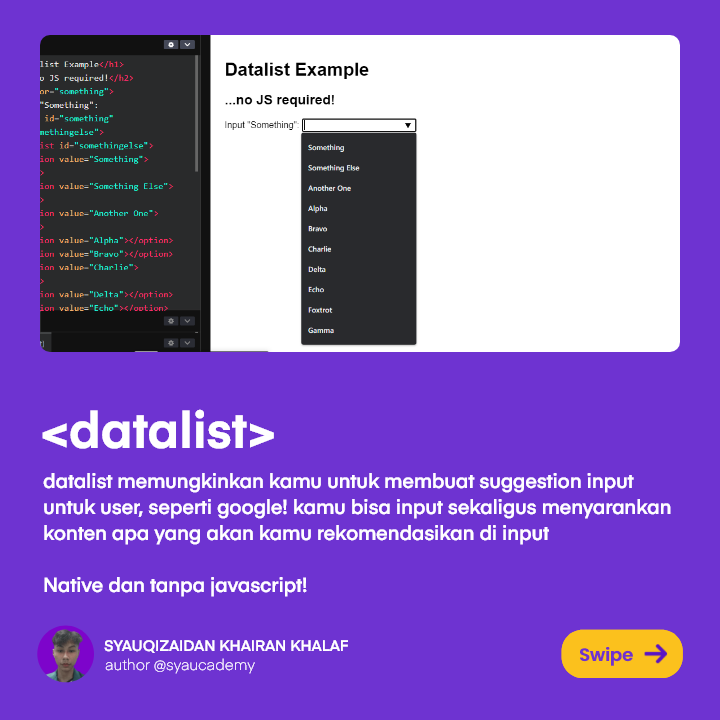 list Example</h1>
o JS required!</h2>
or="something">
"Something":
id="something"
methingelse">
ist id="somethingelse">
ion value="Something">
>
ion value="Something Else">
>
ion value="Another One">
>
ion value="Alpha"></option>
ion value="Bravo"></option>
ion value="Charlie">
>
ion value="Delta"></option>
ion value="Echo"></option>
Datalist Example
...no JS required!
Input "Something":
Something
Something Else
Another One
Alpha
Bravo
Charlie
Delta
Echo
Foxtrot
Gamma
<datalist>
datalist memungkinkan kamu untuk membuat suggestion input
untuk user, seperti google! kamu bisa input sekaligus menyarankan
konten apa yang akan kamu rekomendasikan di input
Native dan tanpa javascript!
SYAUQIZAIDAN KHAIRAN KHALAF
author @syaucademy
Swipe